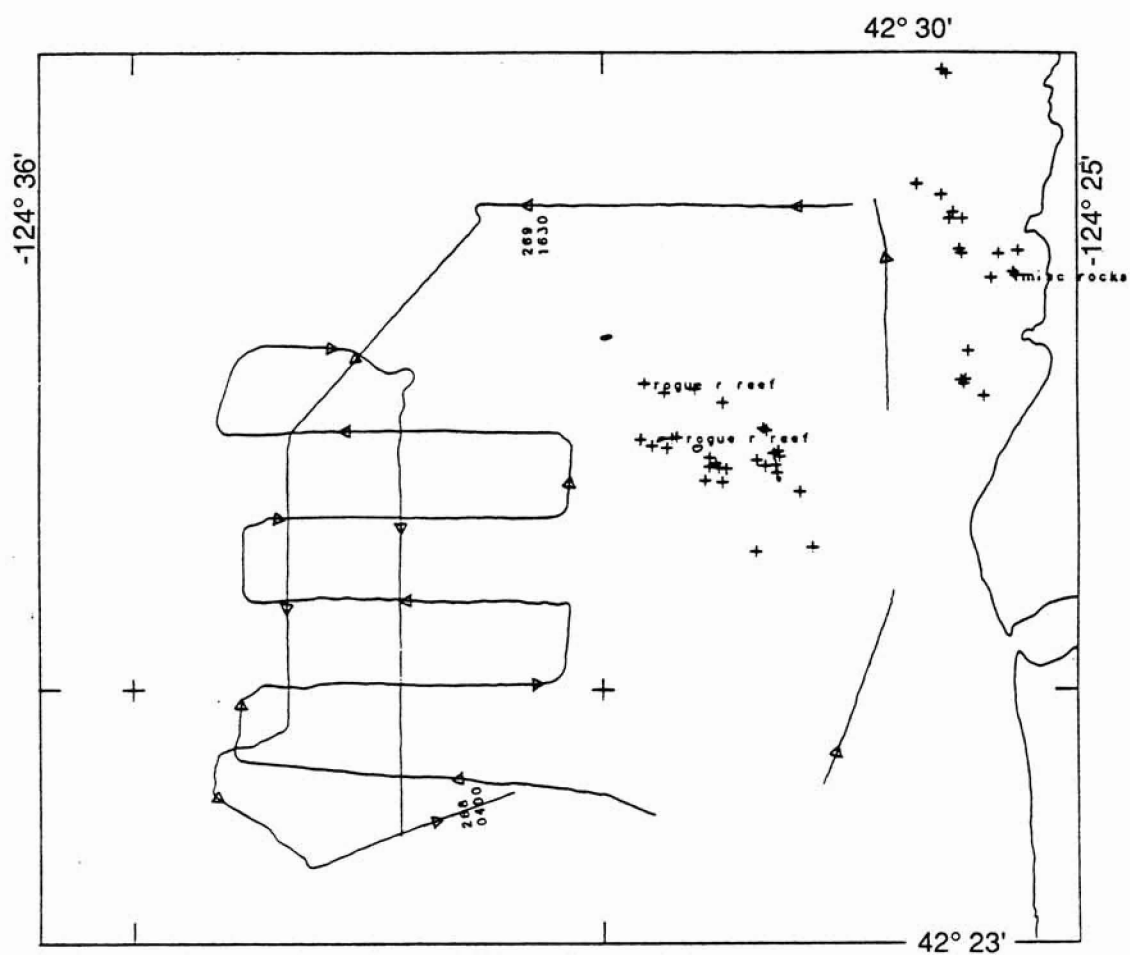 42° 30'
-124° 36'
-124° 25'
269
1630
misc rocks
rogue r reef
rogue r reef
268
0400
42° 23'